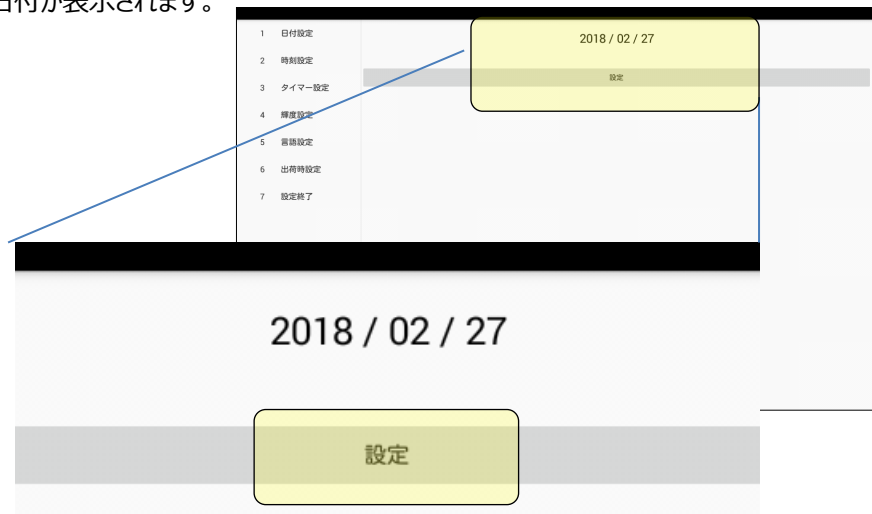 日付が表示されます。
1 日付設定
2 時刻設定
3 タイマー設定
4 輝度設定
5 言語設定
6 出荷時設定
7 設定終了
2018 / 02 / 27
設定
2018 / 02 / 27
設定